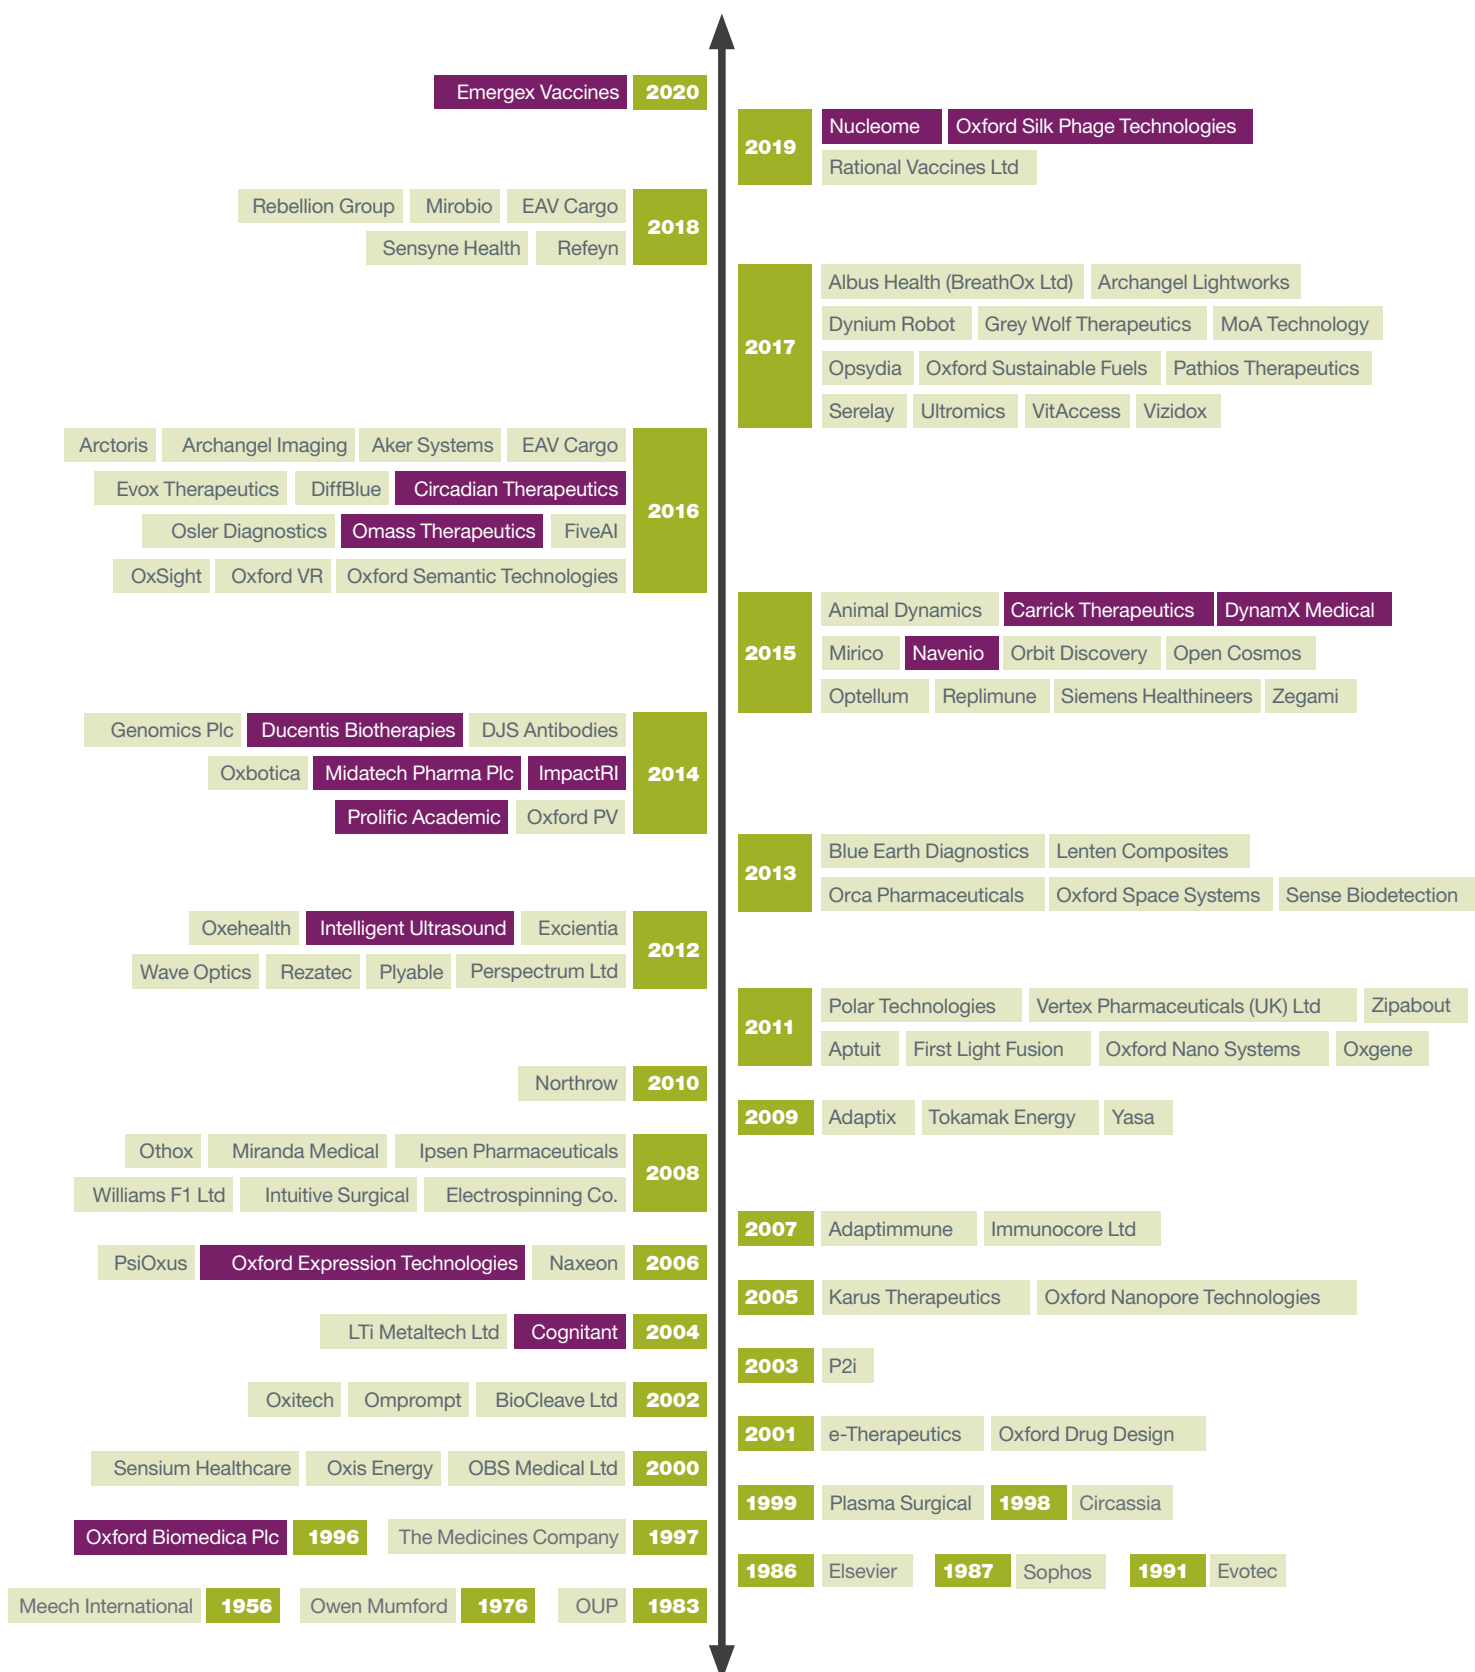 Emergex Vaccines 2020
2019 Nucleome Oxford Silk Phage Technologies
Rational Vaccines Ltd
Rebellion Group Mirobio EAV Cargo 2018
Sensyne Health Refeyn
2017 Albus Health (BreathOx Ltd) Archangel Lightworks
Dynium Robot Grey Wolf Therapeutics MoA Technology
Opsydia Oxford Sustainable Fuels Pathios Therapeutics
Serelay Ultromics VitAccess Vizidox
Arctoris Archangel Imaging Aker Systems EAV Cargo 2016
Evox Therapeutics DiffBlue Circadian Therapeutics
Osler Diagnostics Omass Therapeutics FiveAI
OxSight Oxford VR Oxford Semantic Technologies
2015 Animal Dynamics Carrick Therapeutics DynamX Medical
Mirico Navenio Orbit Discovery Open Cosmos
Optellum Replimune Siemens Healthineers Zegami
Genomics Plc Ducentis Biotherapies DJS Antibodies 2014
Oxbotica Midatech Pharma Plc ImpactRI
Prolific Academic Oxford PV
2013 Blue Earth Diagnostics Lenten Composites
Orca Pharmaceuticals Oxford Space Systems Sense Biodetection
Oxehealth Intelligent Ultrasound Excientia 2012
Wave Optics Rezatec Plyable Perspectrum Ltd
2011 Polar Technologies Vertex Pharmaceuticals (UK) Ltd Zipabout
Aptuit First Light Fusion Oxford Nano Systems Oxgene
Northrow 2010
2009 Adaptix Tokamak Energy Yasa
Othox Miranda Medical Ipsen Pharmaceuticals 2008
Williams F1 Ltd Intuitive Surgical Electrospinning Co.
2007 Adaptimmune Immunocore Ltd
PsiOxus Oxford Expression Technologies Naxeon 2006
2005 Karus Therapeutics Oxford Nanopore Technologies
LTi Metaltech Ltd Cognitant 2004
2003 P2i
Oxitech Omprompt BioCleave Ltd 2002
2001 e-Therapeutics Oxford Drug Design
Sensium Healthcare Oxis Energy OBS Medical Ltd 2000
1999 Plasma Surgical 1998 Circassia
Oxford Biomedica Plc 1996 The Medicines Company 1997
1986 Elsevier 1987 Sophos 1991 Evotec
Meech International 1956 Owen Mumford 1976 OUP 1983